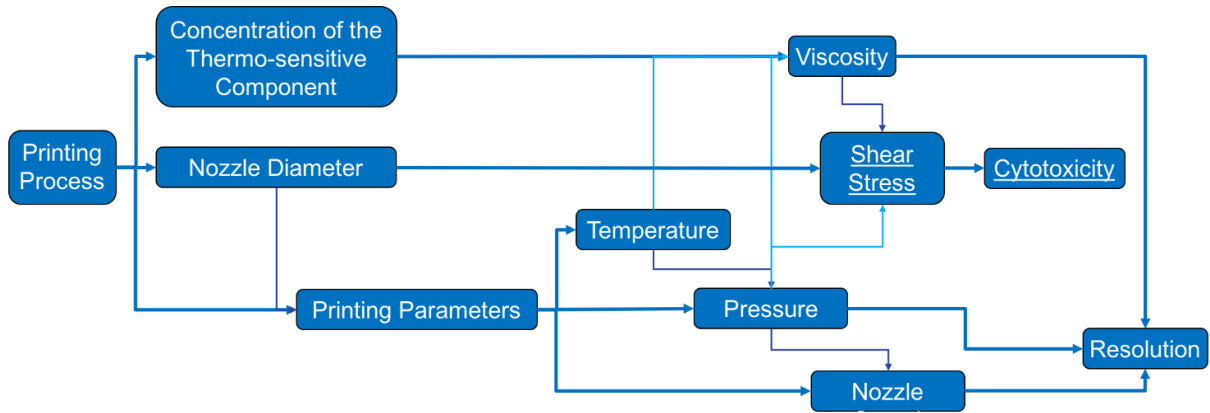 Concentration of the
Thermo-sensitive
Component
Viscosity
Printing
Process
Nozzle Diameter
Shear
Stress
Cytotoxicity
Temperature
Printing Parameters
Pressure
Resolution
Nozzle